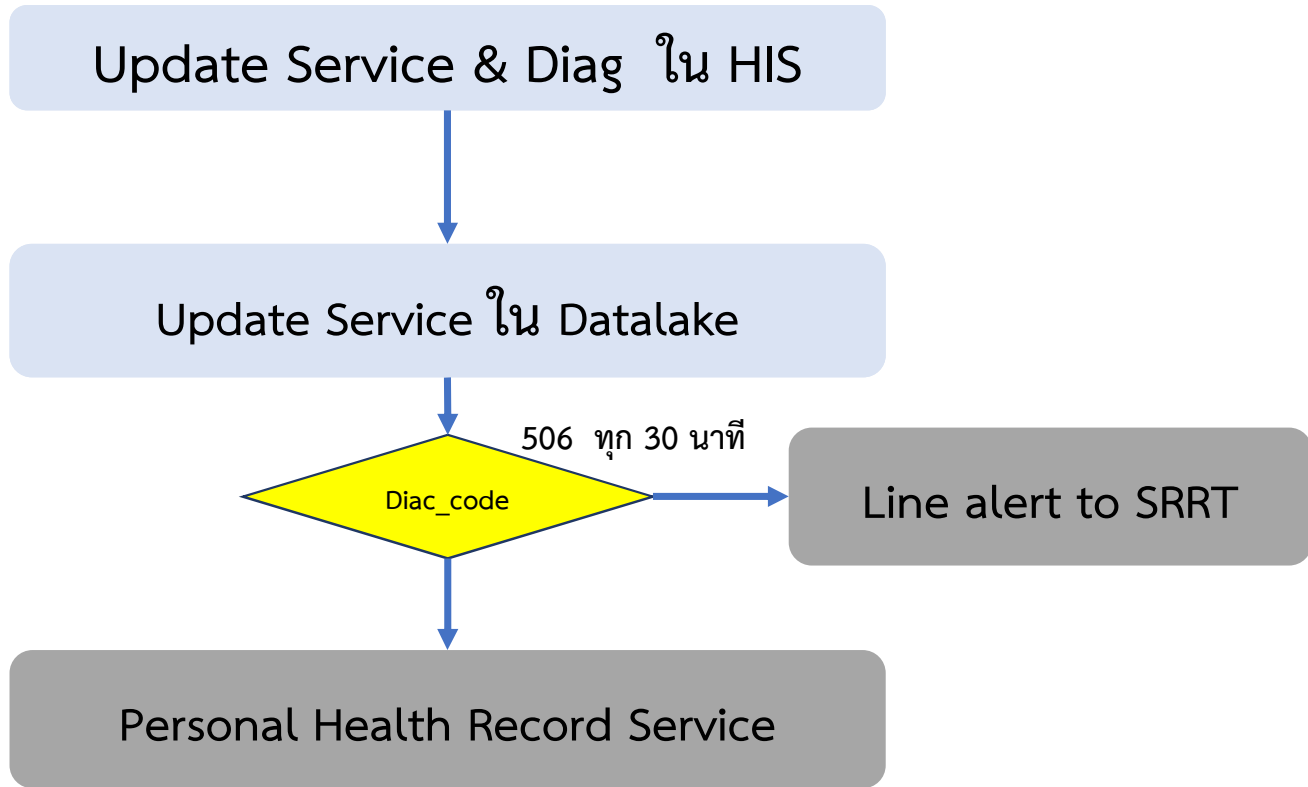 Update Service & Diag ใน HIS
Update Service ใน Datalake
506 ทุก 30 นาที
Diac_code
Line alert to SRRT
Personal Health Record Service